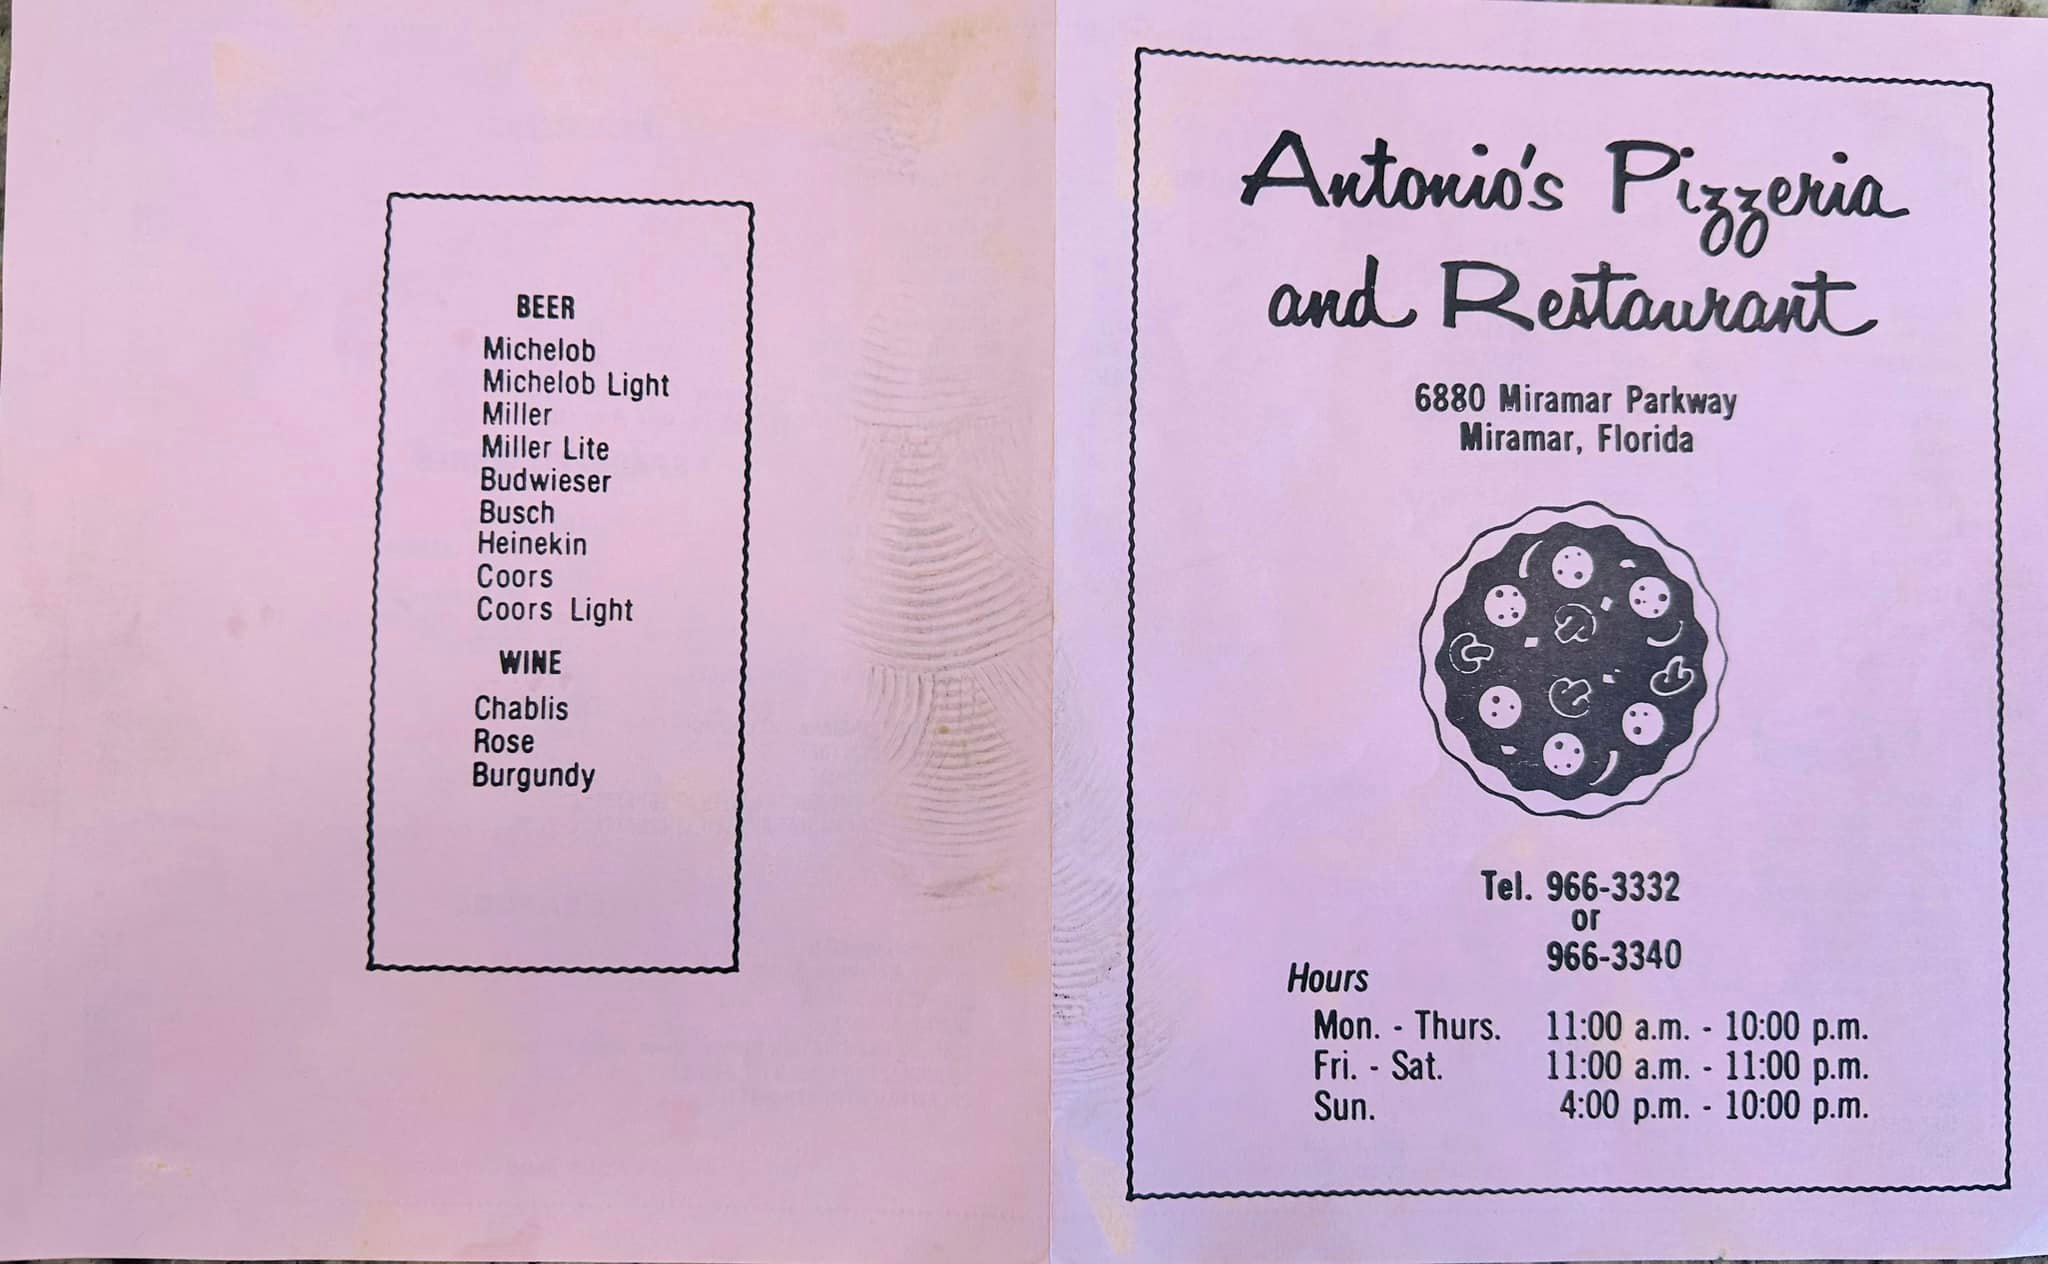 BEER
Michelob
Michelob Light
Miller
Miller Lite
Budwieser
Busch
Heinekin
Coors
Coors Light
WINE
Chablis
Rose
Burgundy
Antonio's Pizzeria
and Restaurant
6880 Miramar Parkway
Miramar, Florida
Tel. 966-3332
or
966-3340
Hours
Mon. - Thurs. 11:00 a.m. - 10:00 p.m.
Fri. - Sat. 11:00 a.m. - 11:00 p.m.
Sun. 4:00 p.m. - 10:00 p.m.